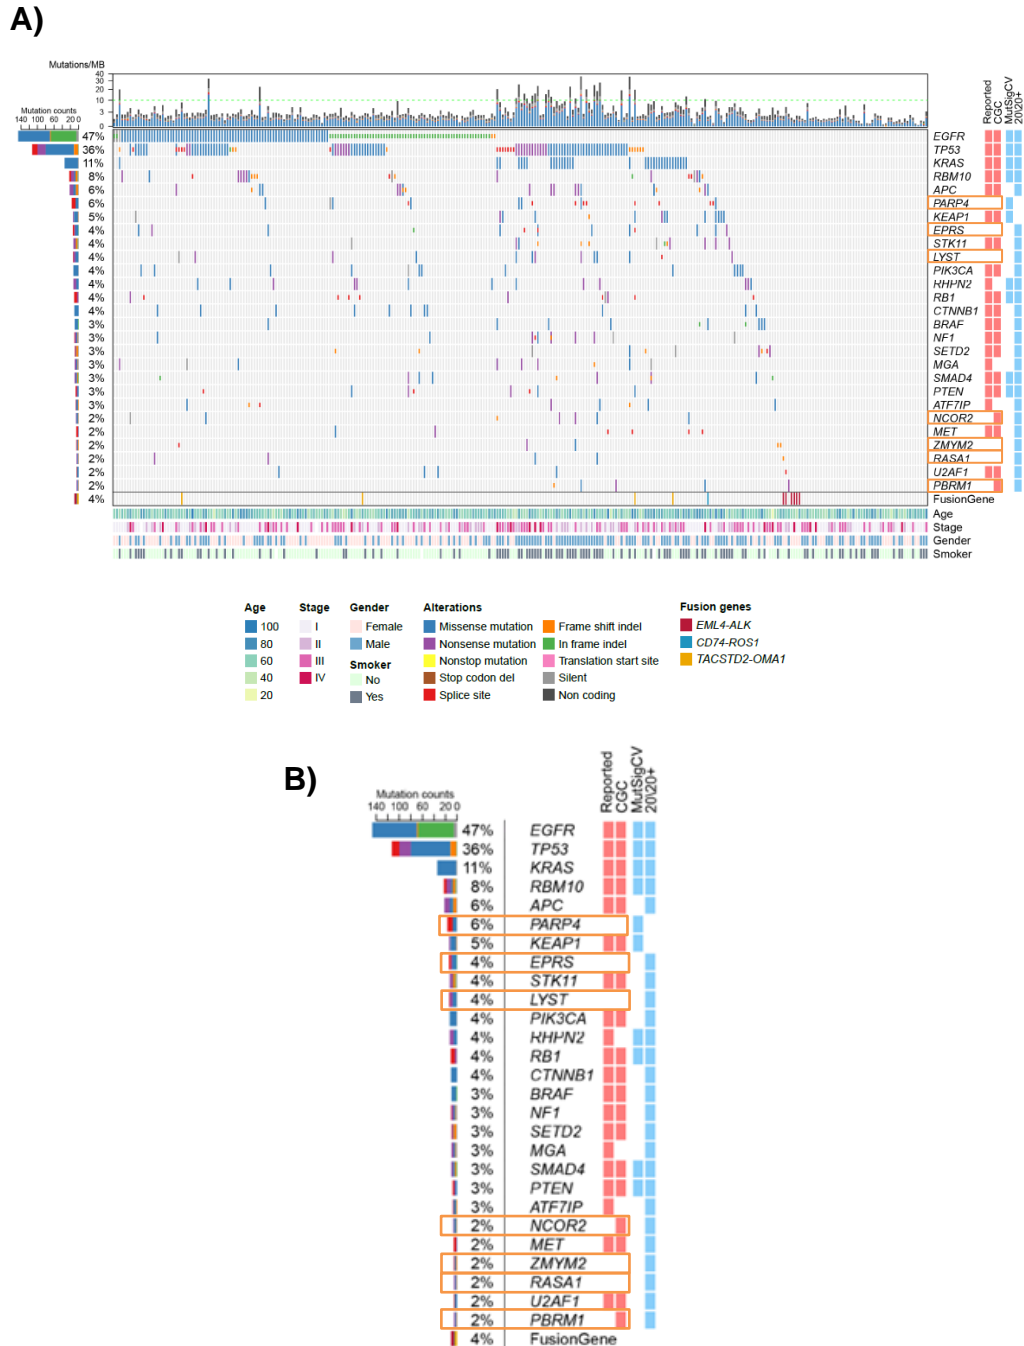 A)
Mutations/MB
40
30
20
10
3
0
Reported
CGC
MutSigCV
20\20+
Mutation counts
140 100 60 20 0
47% EGFR
36% TP53
11% KRAS
8% RBM10
6% APC
6% PARP4
5% KEAP1
4% EPRS
4% STK11
4% LYST
4% PIK3CA
4% RHPN2
4% RB1
4% CTNNB1
3% BRAF
3% NF1
3% SETD2
3% MGA
3% SMAD4
3% PTEN
3% ATF7IP
2% NCOR2
2% MET
2% ZMYM2
2% RASA1
2% U2AF1
2% PBRM1
4% FusionGene
Age
Stage
Gender
Smoker
Age
100
80
60
40
20
Stage
I
II
III
IV
Gender
Female
Male
Smoker
No
Yes
Alterations
Missense mutation
Nonsense mutation
Nonstop mutation
Stop codon del
Splice site
Frame shift indel
In frame indel
Translation start site
Silent
Non coding
Fusion genes
EML4-ALK
CD74-ROS1
TACSTD2-OMA1
B)
Reported
CGC
MutSigCV
20\20+
Mutation counts
140 100 60 20 0
47% EGFR
36% TP53
11% KRAS
8% RBM10
6% APC
6% PARP4
5% KEAP1
4% EPRS
4% STK11
4% LYST
4% PIK3CA
4% RHPN2
4% RB1
4% CTNNB1
3% BRAF
3% NF1
3% SETD2
3% MGA
3% SMAD4
3% PTEN
3% ATF7IP
2% NCOR2
2% MET
2% ZMYM2
2% RASA1
2% U2AF1
2% PBRM1
4% FusionGene